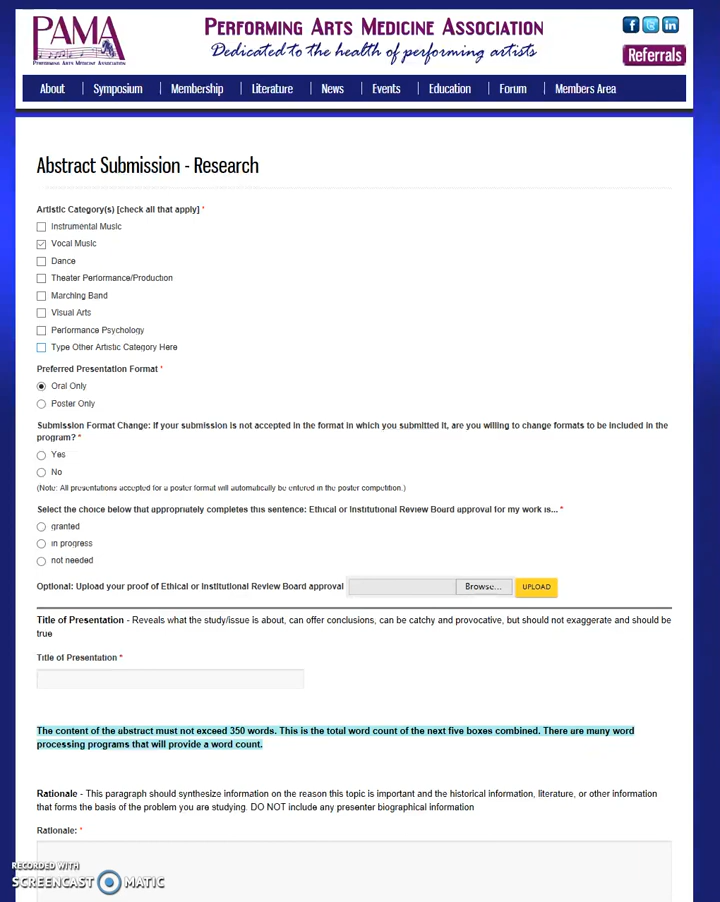 PAMA
PERFORMING ARTS MEDICINE ASSOCIATION
PERFORMING ARTS MEDICINE ASSOCIATION
Dedicated to the health of performing artists
f t in
Referrals
About Symposium Membership Literature News Events Education Forum Members Area
Abstract Submission - Research
Artistic Category(s) [check all that apply] *
Instrumental Music
Vocal Music
Dance
Theater Performance/Production
Marching Band
Visual Arts
Performance Psychology
Type Other Artistic Category Here
Preferred Presentation Format *
Oral Only
Poster Only
Submission Format Change: If your submission is not accepted in the format in which you submitted it, are you willing to change formats to be included in the
program? *
Yes
No
(Note: All presentations accepted for a poster format will automatically be entered in the poster competition.)
Select the choice below that appropriately completes this sentence: Ethical or Institutional Review Board approval for my work is... *
granted
in progress
not needed
Optional: Upload your proof of Ethical or Institutional Review Board approval Browse... UPLOAD
Title of Presentation - Reveals what the study/issue is about, can offer conclusions, can be catchy and provocative, but should not exaggerate and should be
true
Title of Presentation *
The content of the abstract must not exceed 350 words. This is the total word count of the next five boxes combined. There are many word
processing programs that will provide a word count.
Rationale - This paragraph should synthesize information on the reason this topic is important and the historical information, literature, or other information
that forms the basis of the problem you are studying. DO NOT include any presenter biographical information
Rationale: *
RECORDED WITH
SCREENCAST MATIC